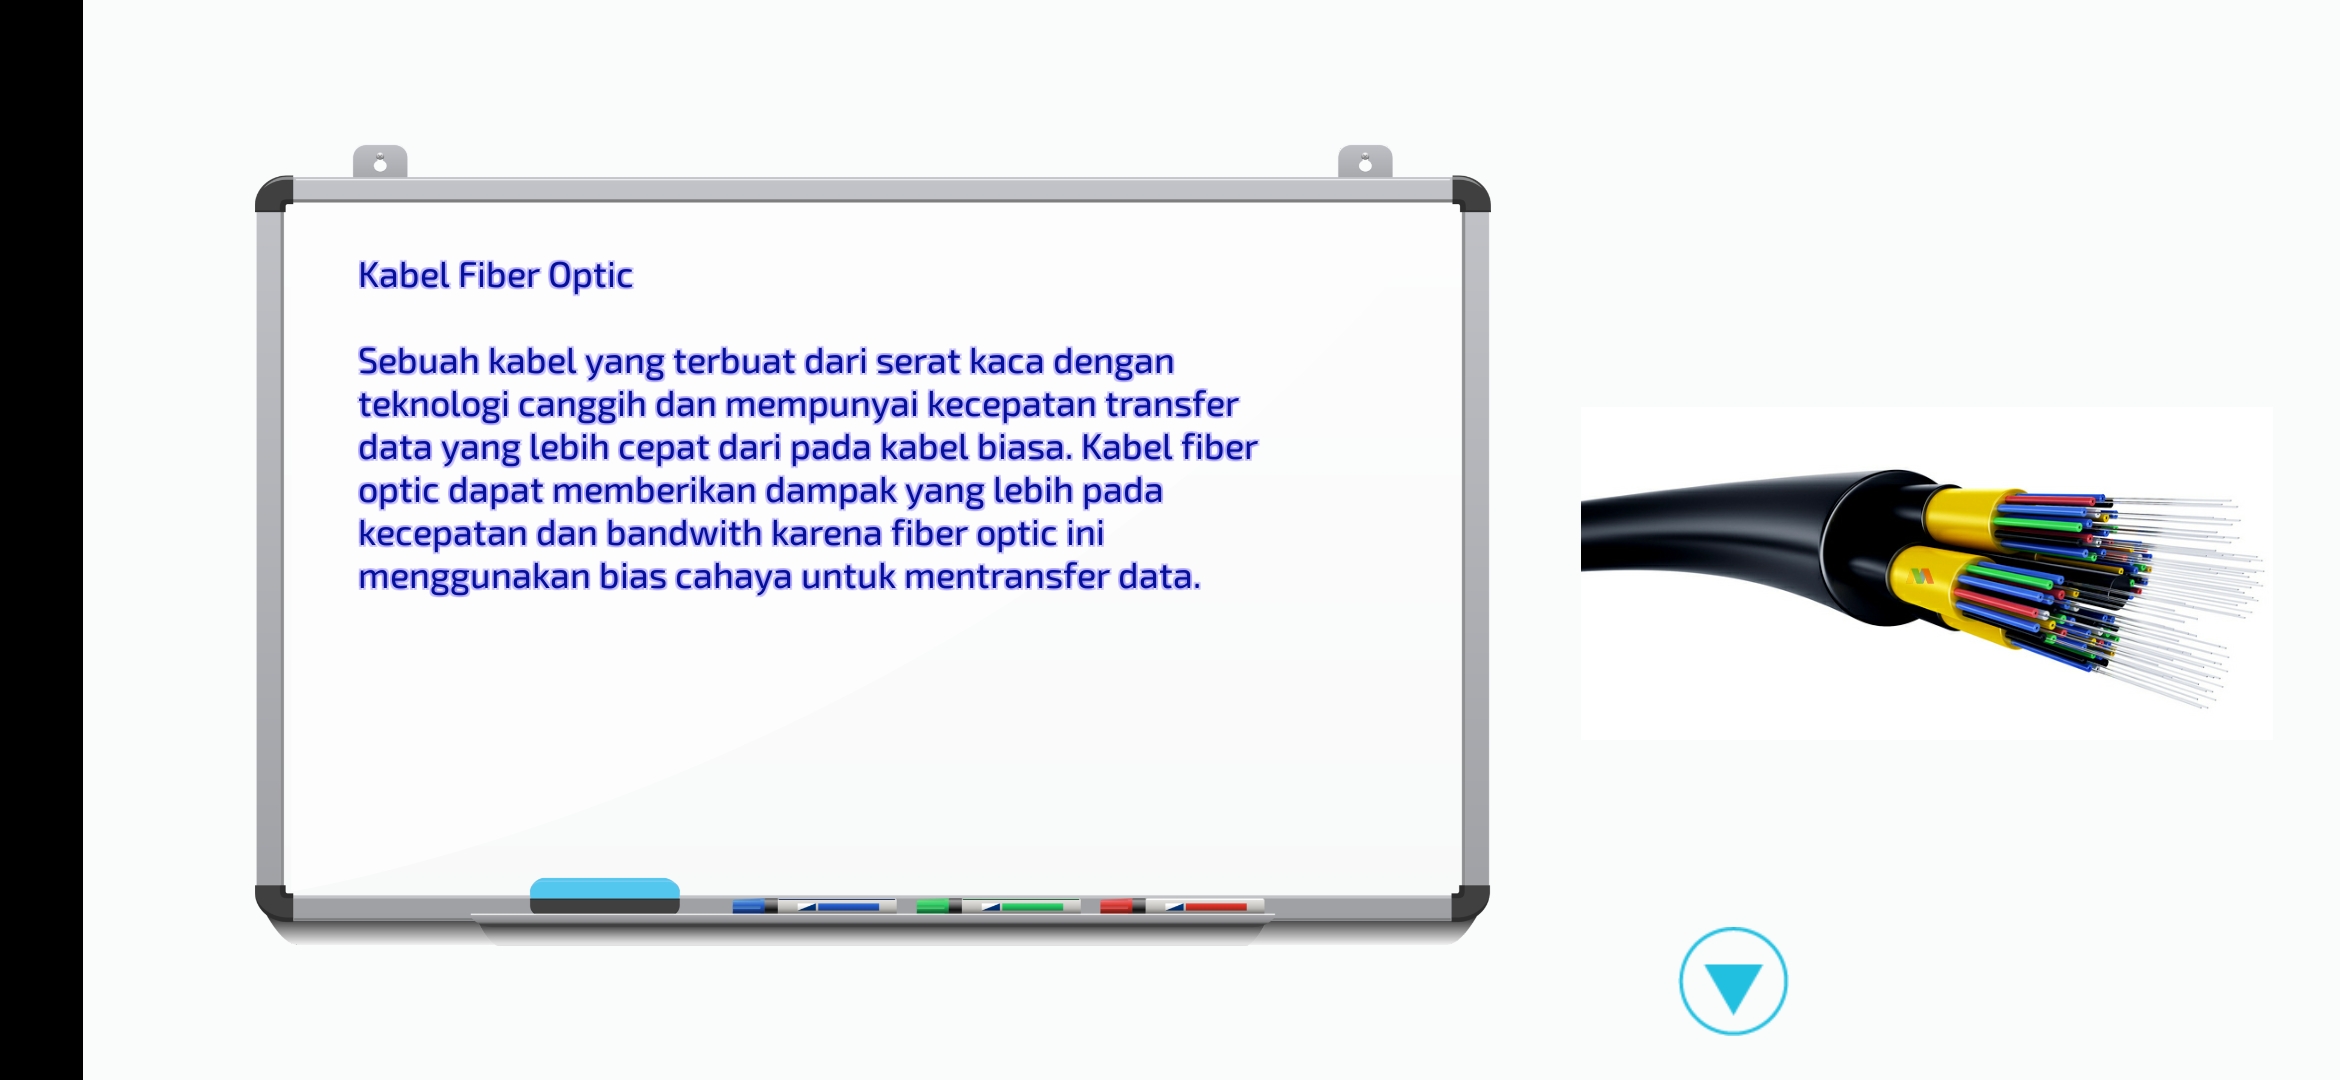 Kabel Fiber Optic
Sebuah kabel yang terbuat dari serat kaca dengan
teknologi canggih dan mempunyai kecepatan transfer
data yang lebih cepat dari pada kabel biasa. Kabel fiber
optic dapat memberikan dampak yang lebih pada
kecepatan dan bandwith karena fiber optic ini
menggunakan bias cahaya untuk mentransfer data.